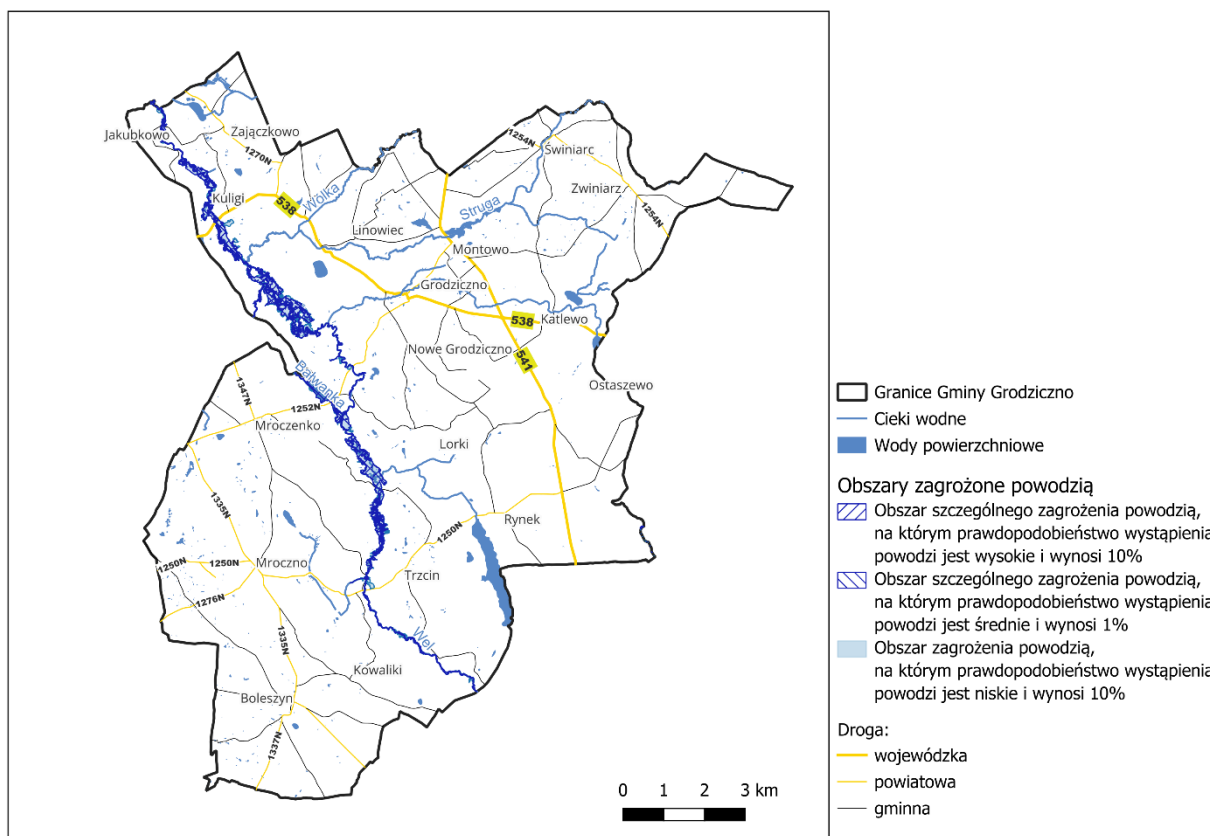 1254N
Świniarc
Jakubkowo
Zajączkowo
1270N
Zwiniarz
Kuligi
538
Wólka
Struga
1254N
Linowiec
Montowo
Grodziczno
538
Katlewo
Nowe Grodziczno
541
Bałwanka
Ostaszewo
1347N
1252N
Mroczenko
Lorki
1335N
Rynek
1250N
1250N
1250N
Mroczno
Trzcin
1276N
1335N
Wel
Kowaliki
Boleszyn
1337N
0 1 2 3 km
Granice Gminy Grodziczno
Cieki wodne
Wody powierzchniowe
Obszary zagrożone powodzią
Obszar szczególnego zagrożenia powodzią,
na którym prawdopodobieństwo wystąpienia
powodzi jest wysokie i wynosi 10%
Obszar szczególnego zagrożenia powodzią,
na którym prawdopodobieństwo wystąpienia
powodzi jest średnie i wynosi 1%
Obszar zagrożenia powodzią,
na którym prawdopodobieństwo wystąpienia
powodzi jest niskie i wynosi 10%
Droga:
wojewódzka
powiatowa
gminna